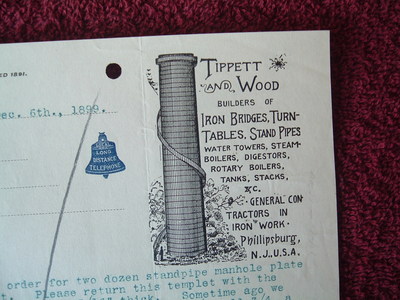 ED 1881.
TIPPETT
AND WOOD
BUILDERS OF
IRON BRIDGES, TURN-
TABLES, STAND PIPES
WATER TOWERS, STEAM-
BOILERS, DIGESTORS,
ROTARY BOILERS,
TANKS, STACKS,
&C.
GENERAL CON
TRACTORS IN
IRON WORK.
Phillipsburg,
N.J.,U.S.A.
ec. 6th., 1899.
LONG
DISTANCE
TELEPHONE
order for two dozen standpipe manhole plate
Please return this templet with the
thick. Sometime ago we